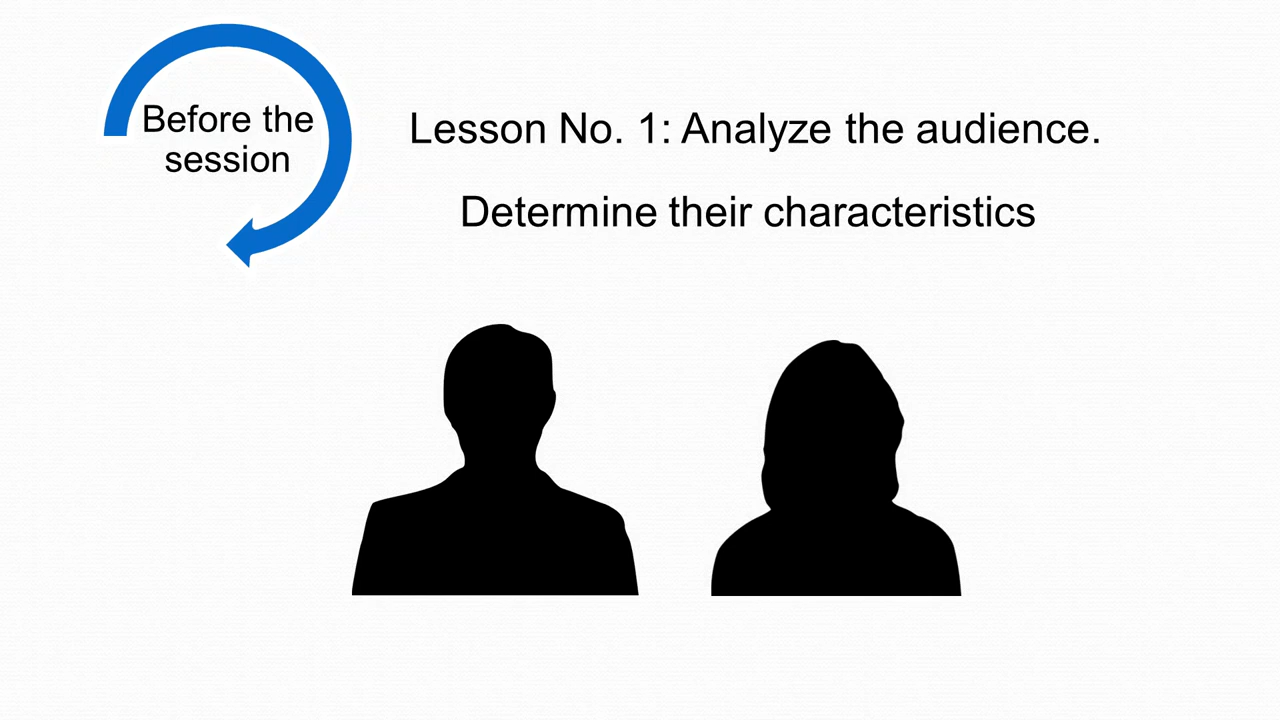 Before the
session
Lesson No. 1: Analyze the audience.
Determine their characteristics